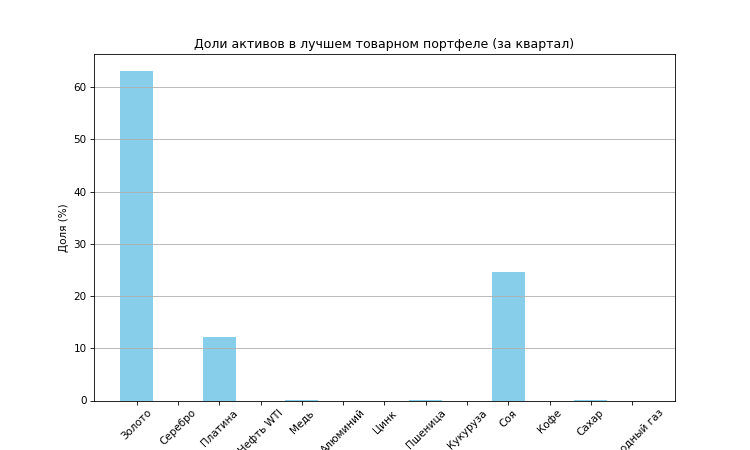 Доли активов в лучшем товарном портфеле (за квартал)
Доля (%)
60
50
40
30
20
10
0
Золото
Серебро
Платина
Нефть WTI
Медь
Алюминий
Цинк
Пшеница
Кукуруза
Соя
Кофе
Сахар
газ